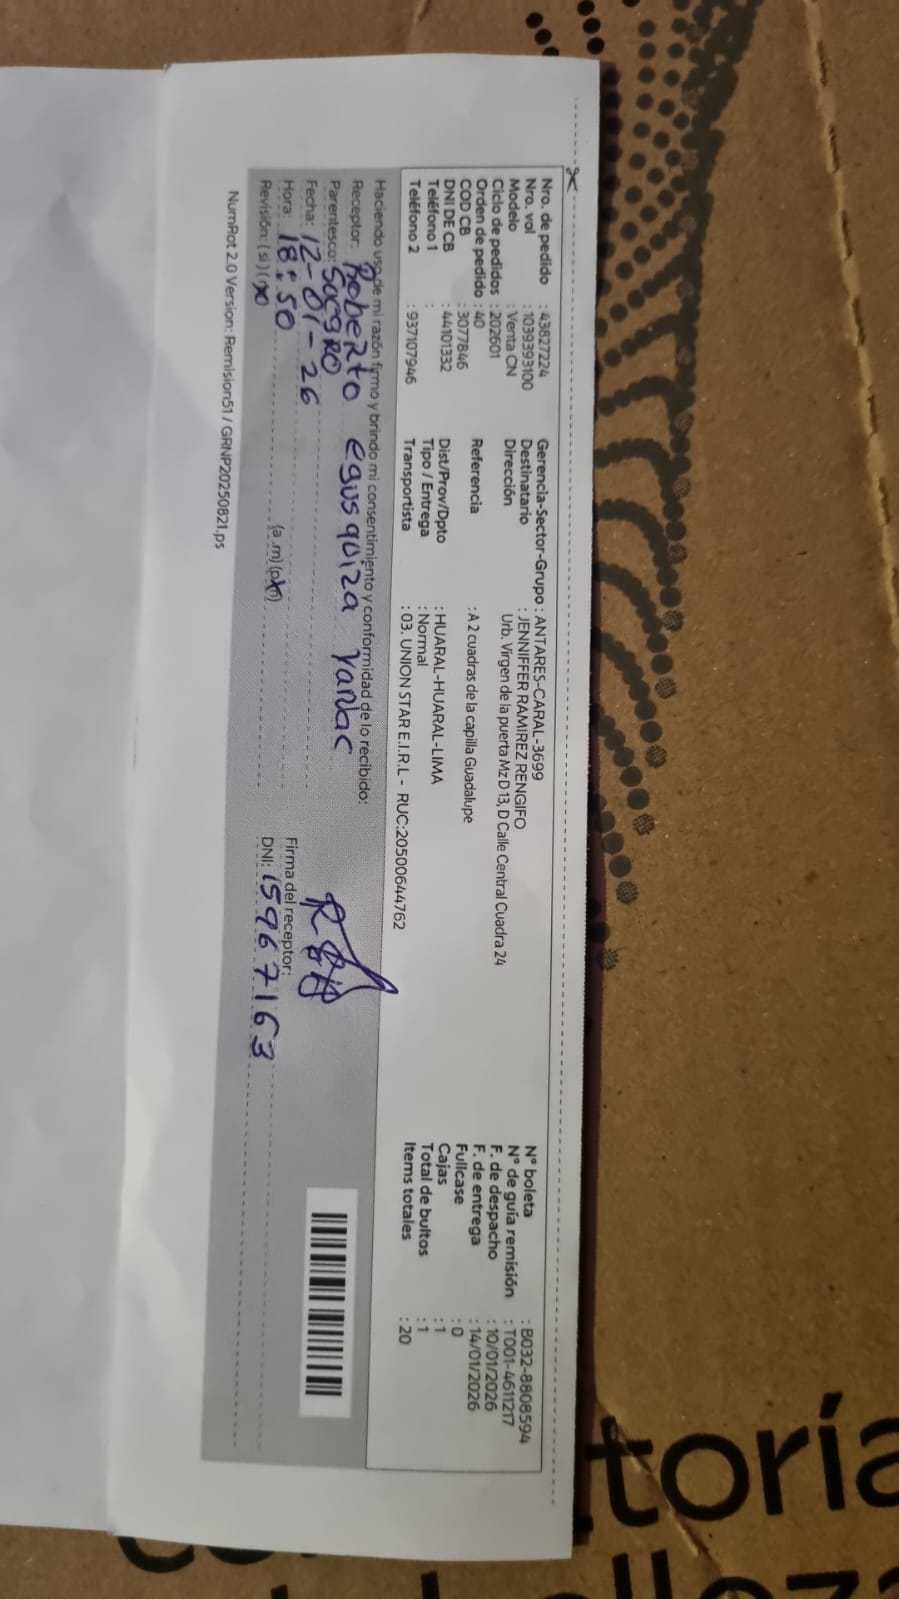 Nro. de pedido : 43827224
Nro. vol : 1039393100
Modelo : Venta CN
Ciclo de pedidos : 202601
Orden de pedido : 40
COD CB : 3077846
DNI DE CB : 44101332
Teléfono 1 :
Teléfono 2 : 937107946
Gerencia-Sector-Grupo : ANTARES-CARAL-3699
Destinatario : JENNIFFER RAMIREZ RENGIFO
Dirección Urb. Virgen de la puerta Mz D 13, D Calle Central Cuadra 24
Referencia : A 2 cuadras de la capilla Guadalupe
Dist/Prov/Dpto : HUARAL-HUARAL-LIMA
Tipo / Entrega : Normal
Transportista : 03. UNION STAR E.I.R.L - RUC:20500644762
N° boleta : B032-8808594
N° de guía remisión : T001-4611217
F. de despacho : 10/01/2026
F. de entrega : 14/01/2026
Fullcase : 0
Cajas : 1
Total de bultos : 1
Items totales : 20
Haciendo uso de mi razón firmo y brindo mi consentimiento y conformidad de lo recibido:
Receptor: Roberto egusquiza
Parentesco: Suegro
Fecha: 12-01-26
Hora: 18:50 (a.m)(p.m)
Revisión: (si) (no)
Firma del receptor:
DNI: 15967163
NumRot 2.0 Version: Remision51 / GRNP20250821.ps
toría